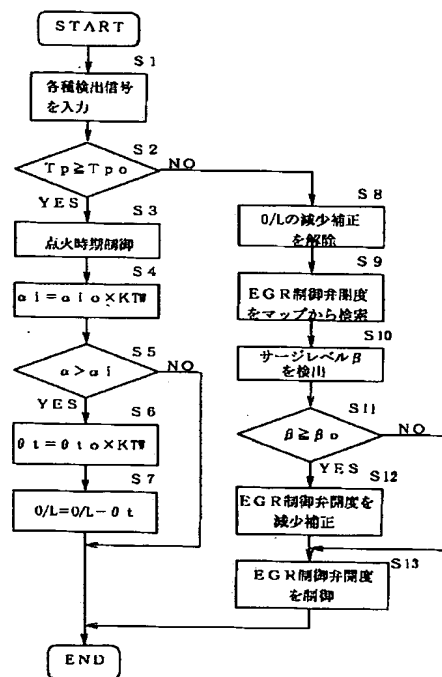 START
S1
各種検出信号
を入力
S2
Tp≧Tpo
NO
YES
S3
点火時期制御
S4
αi=αio×KTW
S5
α>αi
NO
YES
S6
θt=θto×KTW
S7
O/L=O/L-θt
S8
O/Lの減少補正
を解除
S9
EGR制御弁開度
をマップから検索
S10
サージレベルβ
を検出
S11
β≧βo
NO
YES
S12
EGR制御弁開度を
減少補正
S13
EGR制御弁開度
を制御
END